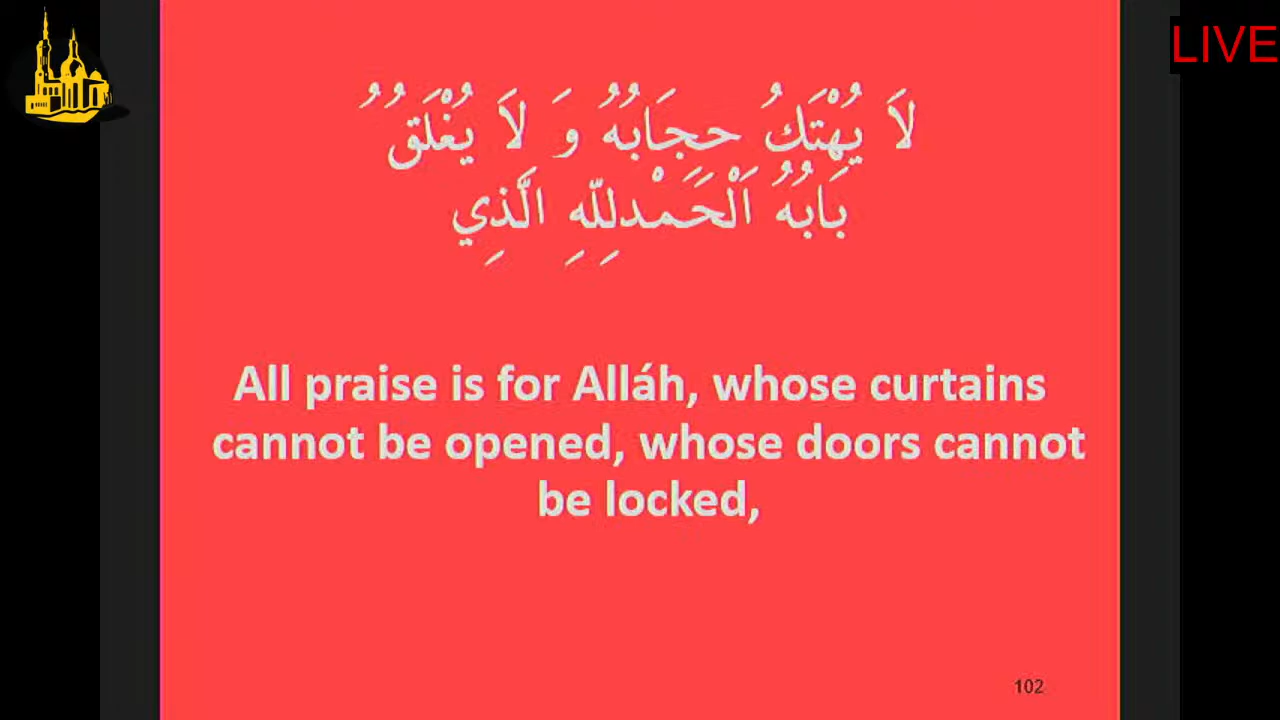 LIVE
لاَ يُهْتَكُ حِجَابُهُ وَ لاَ يُغْلَقُ
بَابُهُ اَلْحَمْدلِلّهِ الَّذِي
All praise is for Alláh, whose curtains
cannot be opened, whose doors cannot
be locked,
102